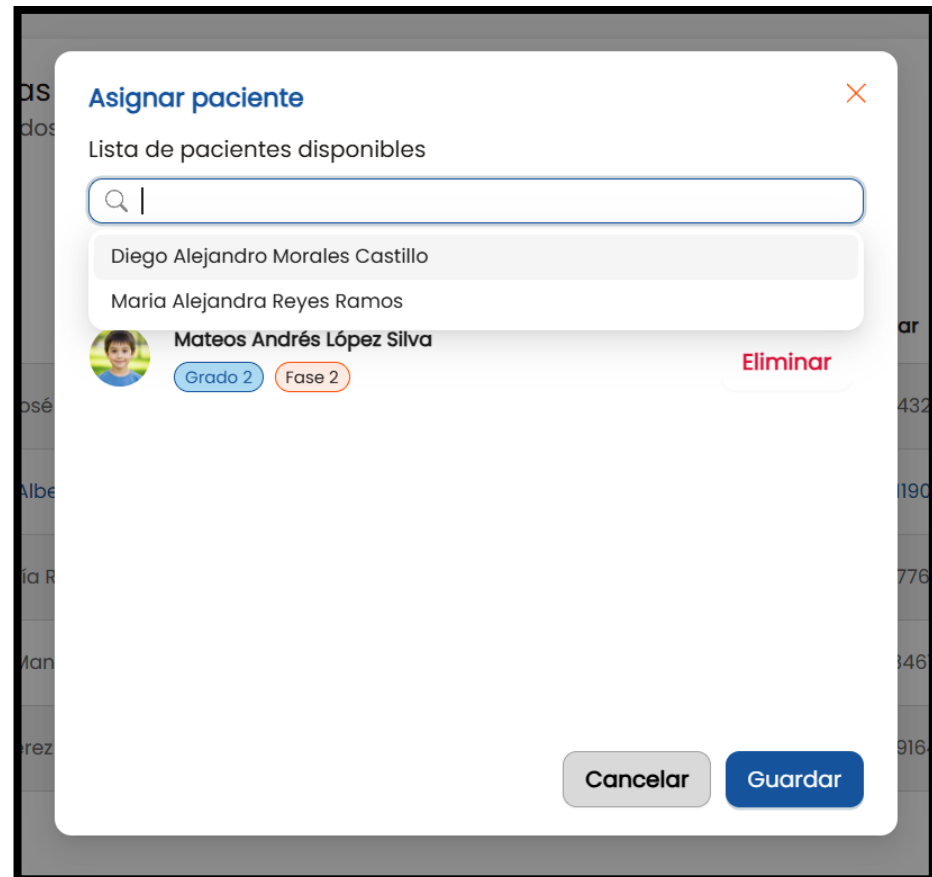 Asignar paciente
Lista de pacientes disponibles
Diego Alejandro Morales Castillo
Maria Alejandra Reyes Ramos
Mateos Andrés López Silva
Grado 2
Fase 2
Eliminar
Cancelar
Guardar